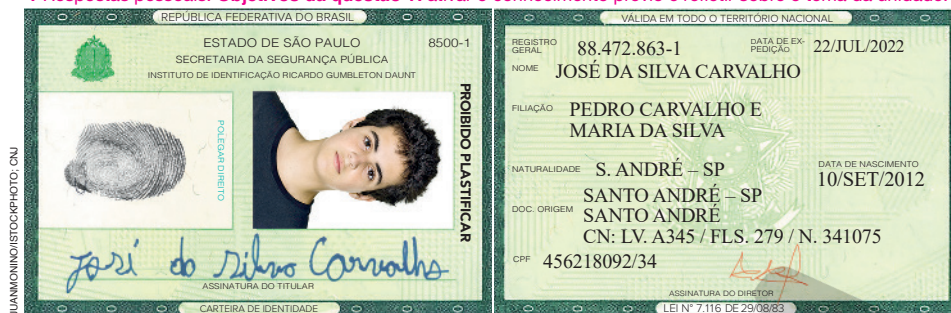 REPÚBLICA FEDERATIVA DO BRASIL
ESTADO DE SÃO PAULO 8500-1
SECRETARIA DA SEGURANÇA PÚBLICA
INSTITUTO DE IDENTIFICAÇÃO RICARDO GUMBLETON DAUNT
POLEGAR DIREITO
PROIBIDO PLASTIFICAR
José da Silva Carvalho
ASSINATURA DO TITULAR
CARTEIRA DE IDENTIDADE
JUANMONINO/ISTOCKPHOTO; CNJ
VÁLIDA EM TODO O TERRITÓRIO NACIONAL
REGISTRO GERAL 88.472.863-1 DATA DE EX-PEDIÇÃO 22/JUL/2022
NOME JOSÉ DA SILVA CARVALHO
FILIAÇÃO PEDRO CARVALHO E
MARIA DA SILVA
NATURALIDADE S. ANDRÉ – SP DATA DE NASCIMENTO 10/SET/2012
DOC. ORIGEM SANTO ANDRÉ – SP
SANTO ANDRÉ
CN: LV. A345 / FLS. 279 / N. 341075
CPF 456218092/34
ASSINATURA DO DIRETOR
LEI N° 7.116 DE 29/08/83